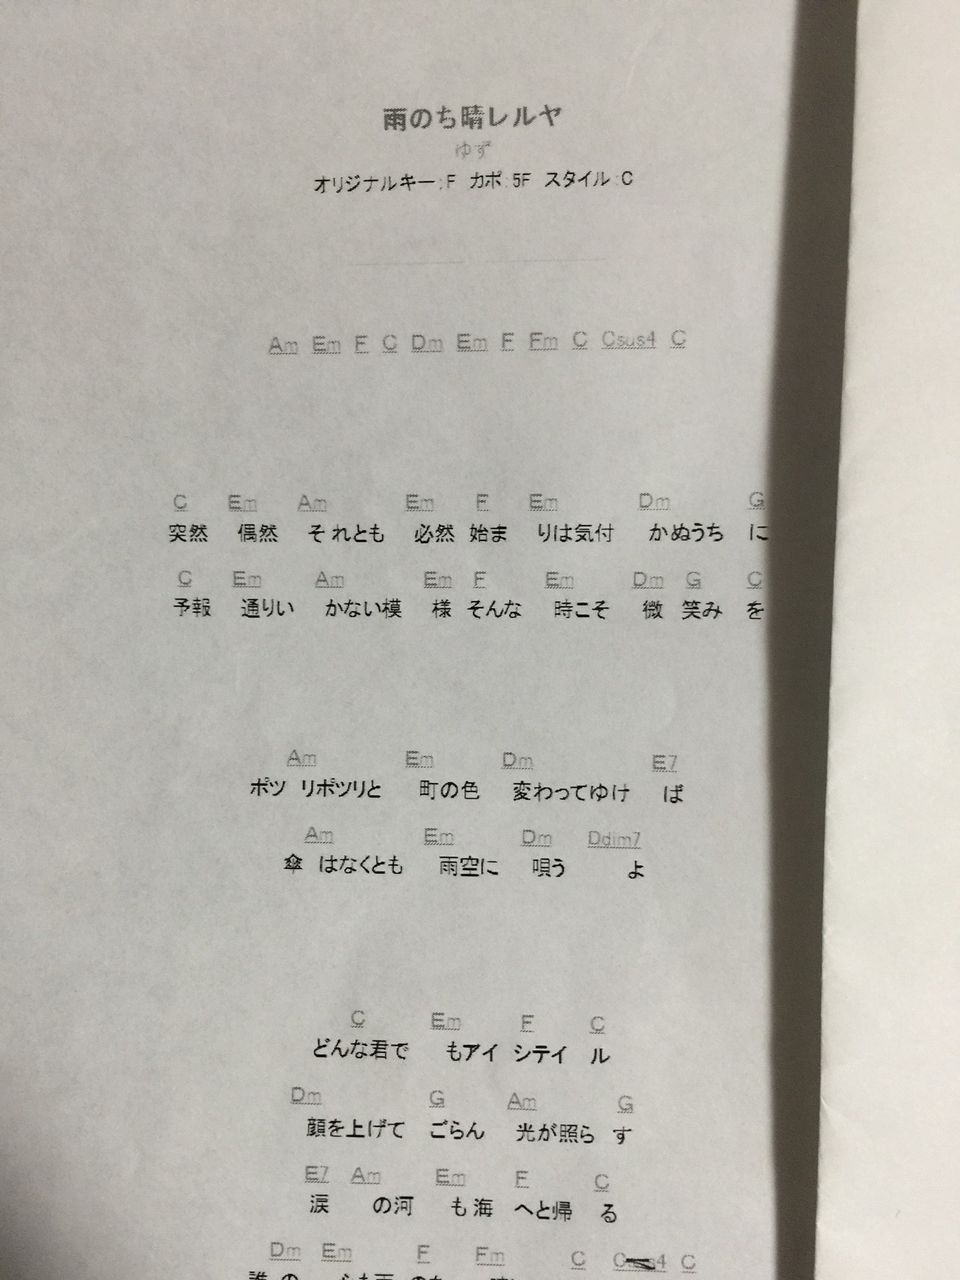 雨のち晴レルヤ
ゆず
オリジナルキー:F カポ:5F スタイル:C
Am Em F C Dm Em F Fm C Csus4 C
C Em Am Em F Em Dm G
突然 偶然 それとも 必然 始ま りは気付 かぬうち に
C Em Am Em F Em Dm G C
予報 通りい かない模 様 そんな 時こそ 微 笑み を
Am Em Dm E7
ポツ リポツリと 町の色 変わってゆけ ば
Am Em Dm Ddim7
傘 はなくとも 雨空に 唄う よ
C Em F C
どんな君で もアイ シテイ ル
Dm G Am G
顔を上げて ごらん 光が照ら す
E7 Am Em F C
涙 の河 も海 へと帰 る
Dm Em F Fm C C